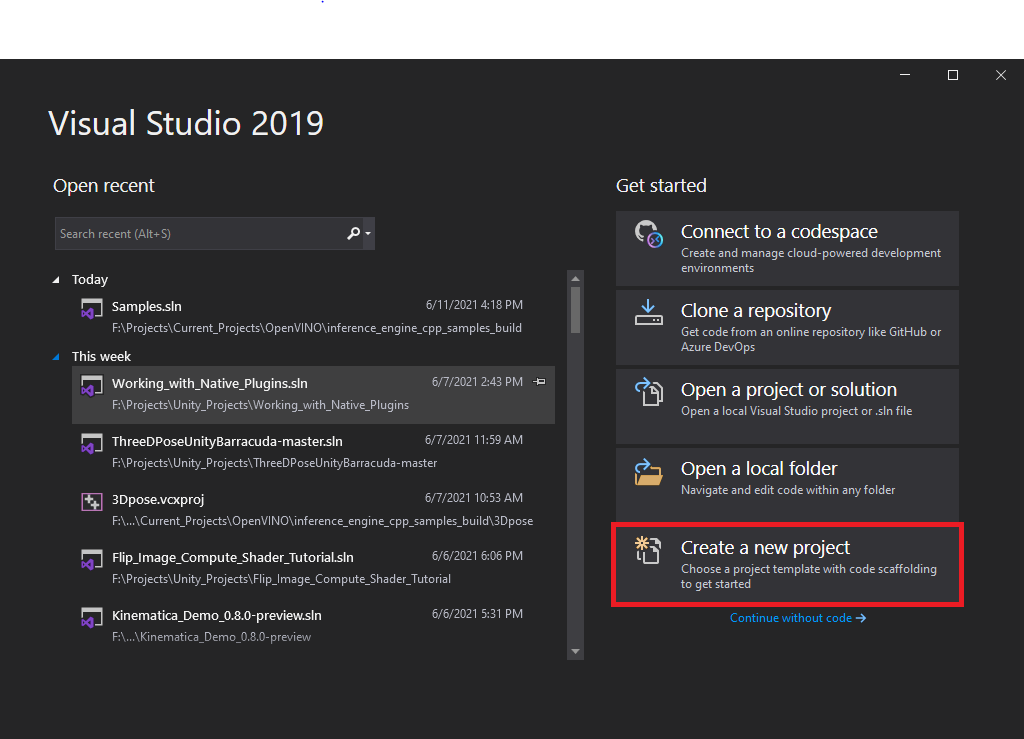 Visual Studio 2019
Open recent
Search recent (Alt+S)
Today
Samples.sln 6/11/2021 4:18 PM
F:\Projects\Current_Projects\OpenVINO\inference_engine_cpp_samples_build
This week
Working_with_Native_Plugins.sln 6/7/2021 2:43 PM
F:\Projects\Unity_Projects\Working_with_Native_Plugins
ThreeDPoseUnityBarracuda-master.sln 6/7/2021 11:59 AM
F:\Projects\Unity_Projects\ThreeDPoseUnityBarracuda-master
3Dpose.vcxproj 6/7/2021 10:53 AM
F:\...\Current_Projects\OpenVINO\inference_engine_cpp_samples_build\3Dpose
Flip_Image_Compute_Shader_Tutorial.sln 6/6/2021 6:06 PM
F:\Projects\Unity_Projects\Flip_Image_Compute_Shader_Tutorial
Kinematica_Demo_0.8.0-preview.sln 6/6/2021 5:31 PM
F:\...\Kinematica_Demo_0.8.0-preview
Get started
Connect to a codespace
Create and manage cloud-powered development
environments
Clone a repository
Get code from an online repository like GitHub or
Azure DevOps
Open a project or solution
Open a local Visual Studio project or .sln file
Open a local folder
Navigate and edit code within any folder
Create a new project
Choose a project template with code scaffolding
to get started
Continue without code →